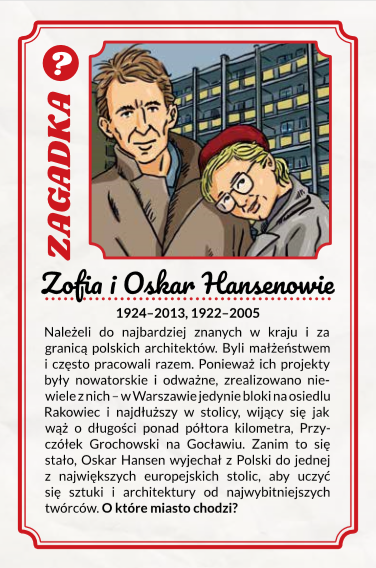 ZAGADKA ?
Zofia i Oskar Hansenowie
1924–2013, 1922–2005
Należeli do najbardziej znanych w kraju i za
granicą polskich architektów. Byli małżeństwem
i często pracowali razem. Ponieważ ich projekty
były nowatorskie i odważne, zrealizowano nie-
wiele z nich – w Warszawie jedynie bloki na osiedlu
Rakowiec i najdłuższy w stolicy, wijący się jak
wąż o długości ponad półtora kilometra, Przy-
czółek Grochowski na Gocławiu. Zanim to się
stało, Oskar Hansen wyjechał z Polski do jednej
z największych europejskich stolic, aby uczyć
się sztuki i architektury od najwybitniejszych
twórców. O które miasto chodzi?